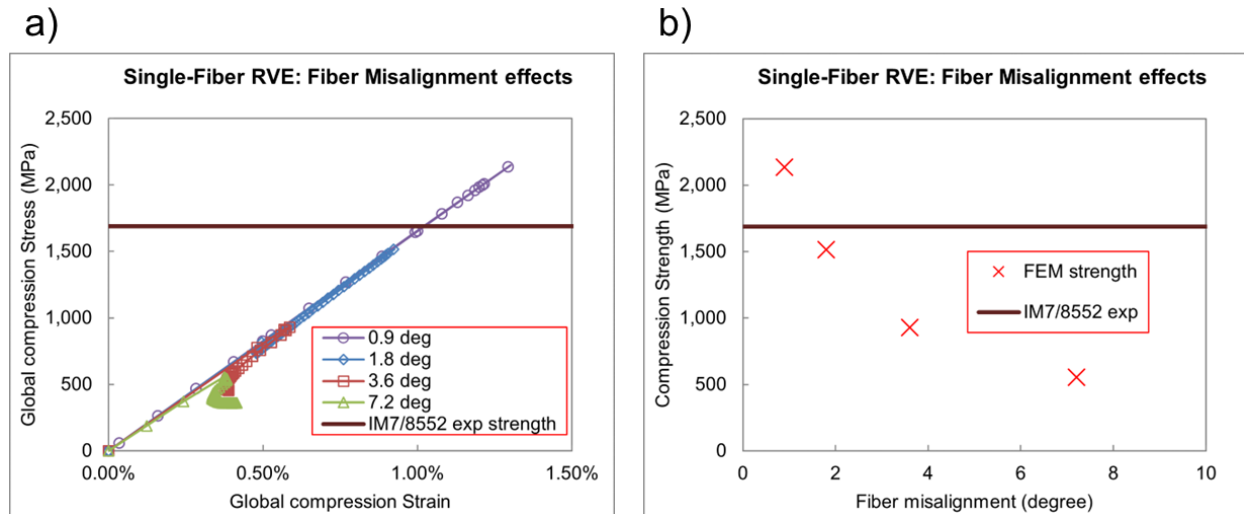 a)
Single-Fiber RVE: Fiber Misalignment effects
Global compression Stress (MPa)
2,500
2,000
1,500
1,000
500
0
0.00%
0.50%
1.00%
1.50%
Global compression Strain
0.9 deg
1.8 deg
3.6 deg
7.2 deg
IM7/8552 exp strength
b)
Single-Fiber RVE: Fiber Misalignment effects
Compression Strength (MPa)
2,500
2,000
1,500
1,000
500
0
0
2
4
6
8
10
Fiber misalignment (degree)
FEM strength
IM7/8552 exp